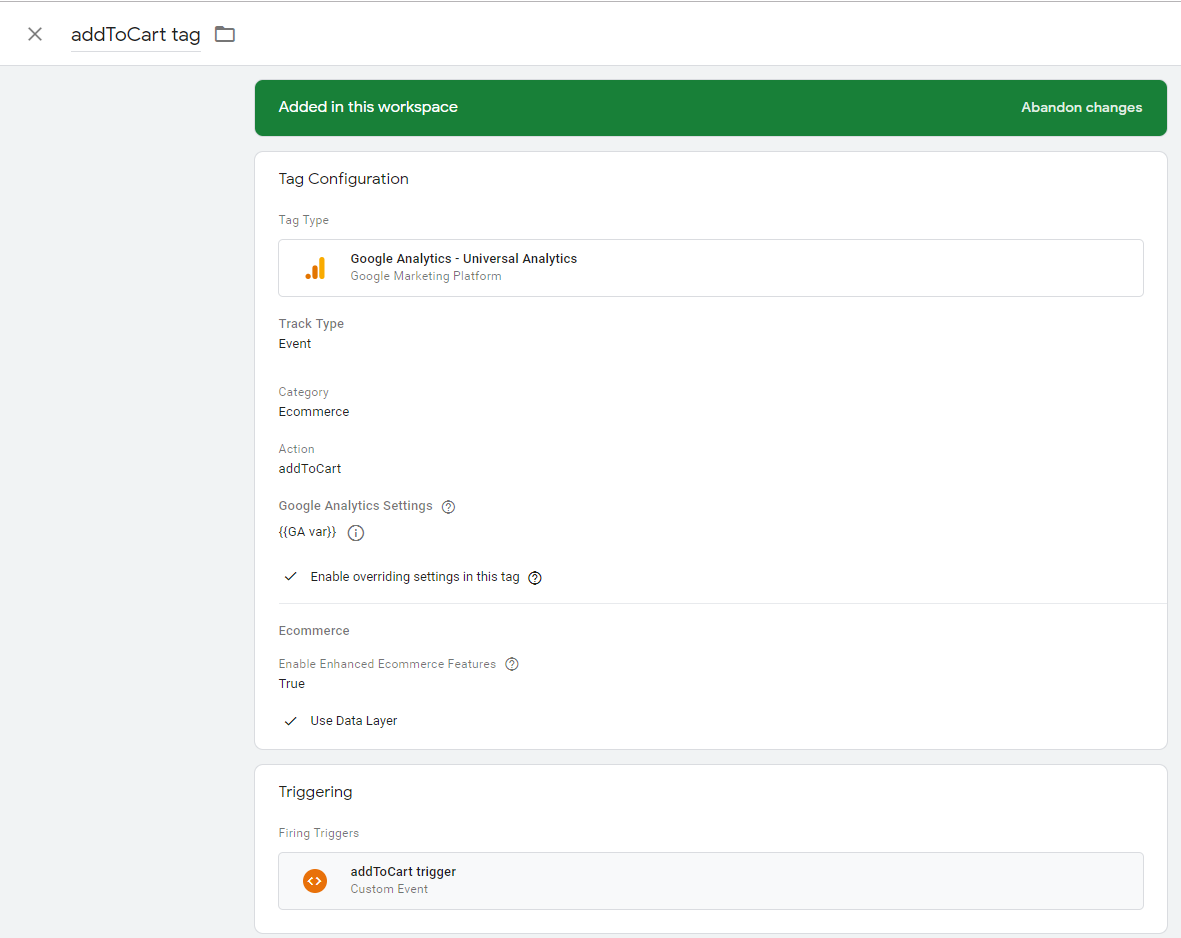 addToCart tag
Added in this workspace
Abandon changes
Tag Configuration
Tag Type
Google Analytics - Universal Analytics
Google Marketing Platform
Track Type
Event
Category
Ecommerce
Action
addToCart
Google Analytics Settings
{{GA var}}
Enable overriding settings in this tag
Ecommerce
Enable Enhanced Ecommerce Features
True
Use Data Layer
Triggering
Firing Triggers
addToCart trigger
Custom Event